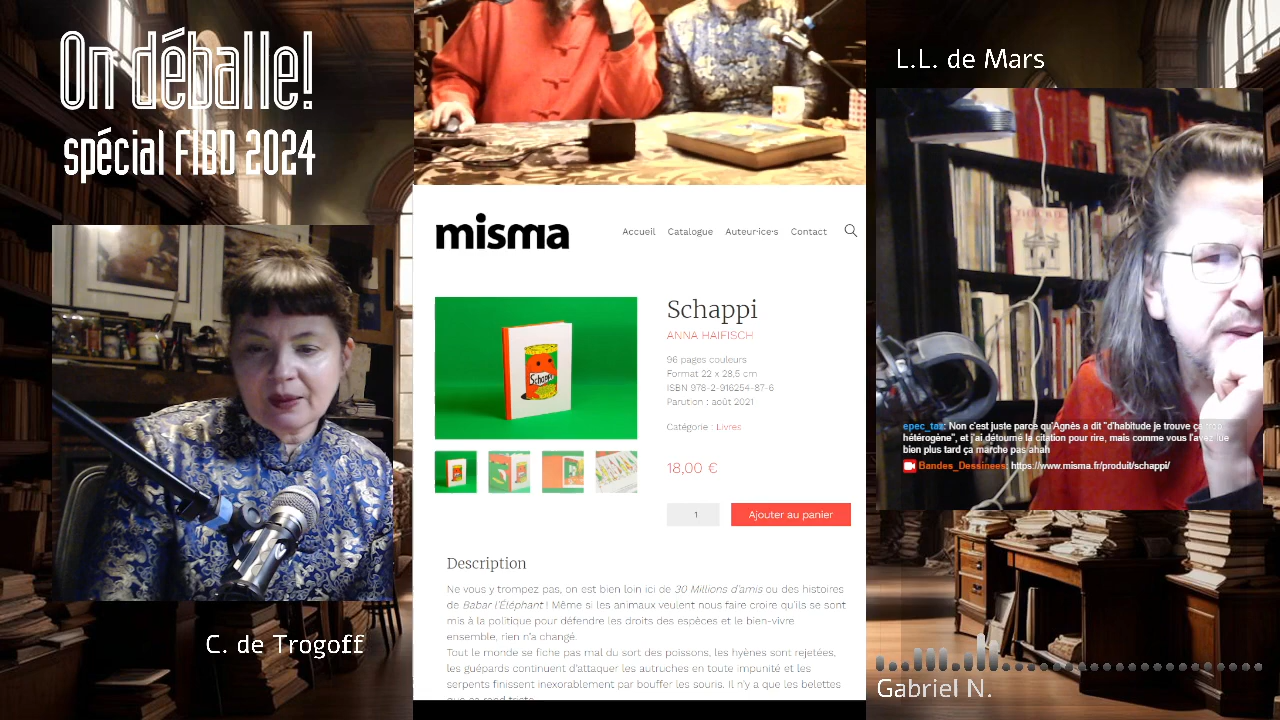 On déballe!
spécial FIBD 2024
C. de Trogoff
misma
Accueil Catalogue Auteur·ice·s Contact
Schappi
Schappi
ANNA HAIFISCH
96 pages couleurs
Format 22 x 28,5 cm
ISBN 978-2-916254-87-6
Parution : août 2021
Catégorie : Livres
18,00 €
1
Ajouter au panier
Description
Ne vous y trompez pas, on est bien loin ici de 30 Millions d'amis ou des histoires
de Babar l'Éléphant ! Même si les animaux veulent nous faire croire qu'ils se sont
mis à la politique pour défendre les droits des espèces et le bien-vivre
ensemble, rien n'a changé.
Tout le monde se fiche pas mal du sort des poissons, les hyènes sont rejetées,
les guépards continuent d'attaquer les autruches en toute impunité et les
serpents finissent inexorablement par bouffer les souris. Il n'y a que les belettes
L.L. de Mars
epec_taz: Non c'est juste parce qu'Agnès a dit "d'habitude je trouve ça trop
hétérogène", et j'ai détourné la citation pour rire, mais comme vous l'avez lue
bien plus tard ça marche pas ahah
Bandes_Dessinees: https://www.misma.fr/produit/schappi/
Gabriel N.